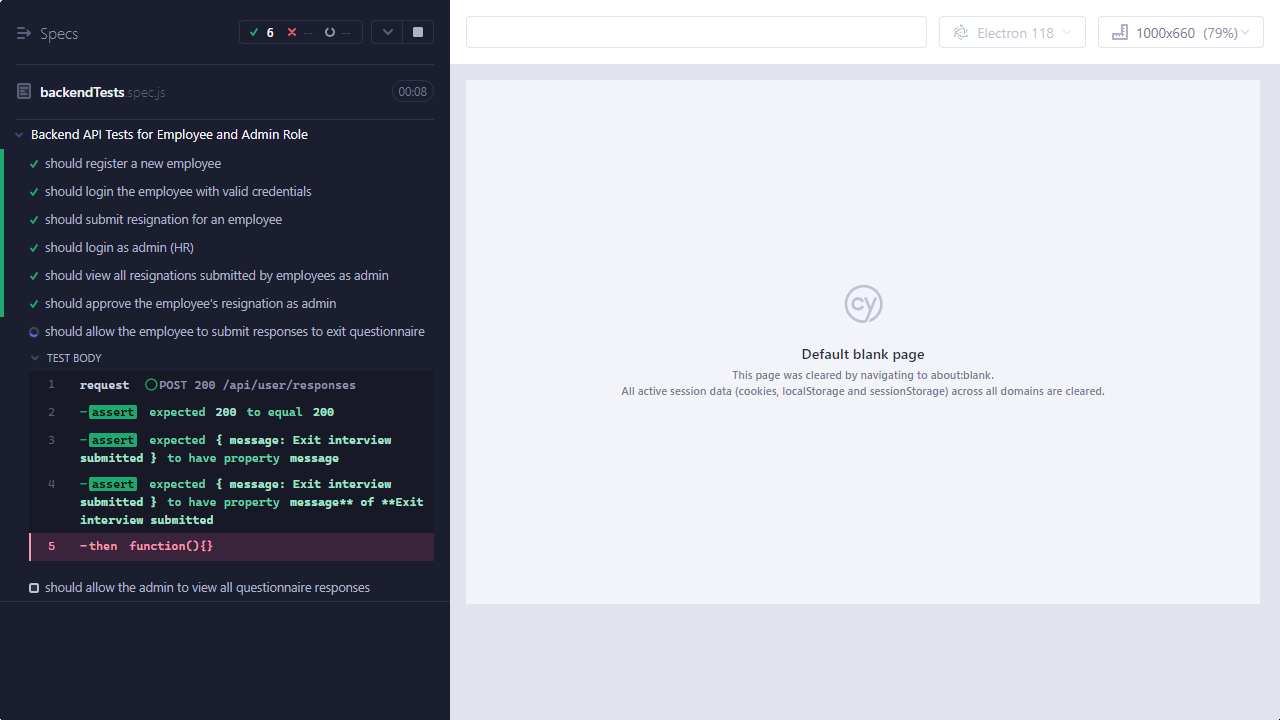 Specs
6 -- --
backendTests.spec.js
00:08
Backend API Tests for Employee and Admin Role
should register a new employee
should login the employee with valid credentials
should submit resignation for an employee
should login as admin (HR)
should view all resignations submitted by employees as admin
should approve the employee's resignation as admin
should allow the employee to submit responses to exit questionnaire
TEST BODY
1 request POST 200 /api/user/responses
2 -assert expected 200 to equal 200
3 -assert expected { message: Exit interview
submitted } to have property message
4 -assert expected { message: Exit interview
submitted } to have property message** of **Exit
interview submitted
5 -then function(){}
should allow the admin to view all questionnaire responses
Electron 118
1000x660 (79%)
cy
Default blank page
This page was cleared by navigating to about:blank.
All active session data (cookies, localStorage and sessionStorage) across all domains are cleared.